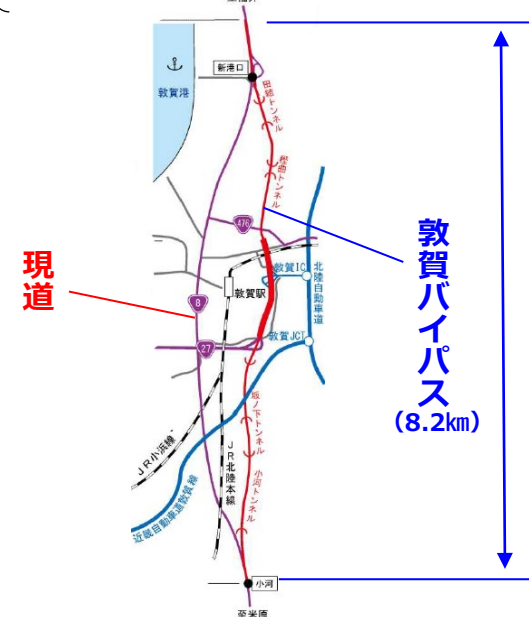 新港口
敦賀港
田結トンネル
樫曲トンネル
476
敦賀IC
北陸自動車道
敦賀バイパス
(8.2㎞)
現道
敦賀駅
8
27
敦賀JCT
坂ノ下トンネル
JR小浜線
JR北陸本線
小河トンネル
近畿自動車道敦賀線
小河
至米原